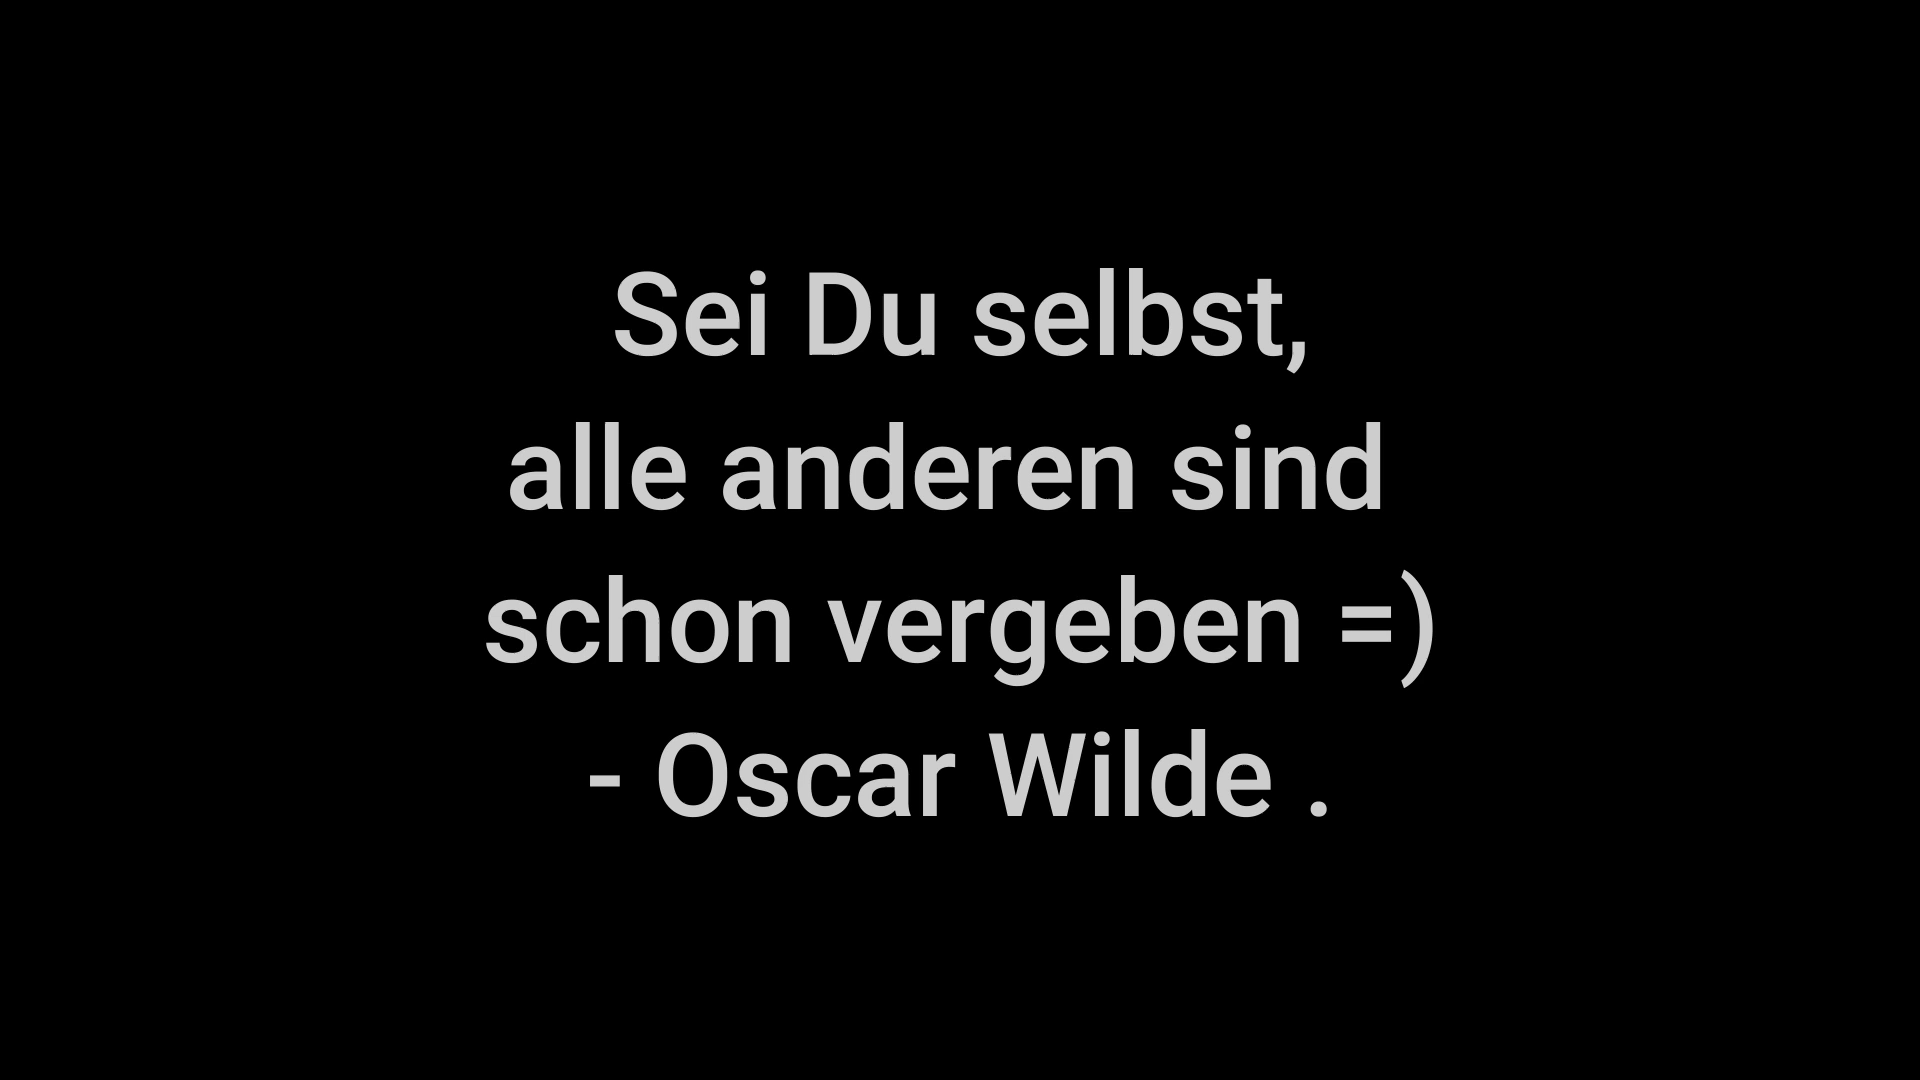 Sei Du selbst,
alle anderen sind
schon vergeben =)
- Oscar Wilde .